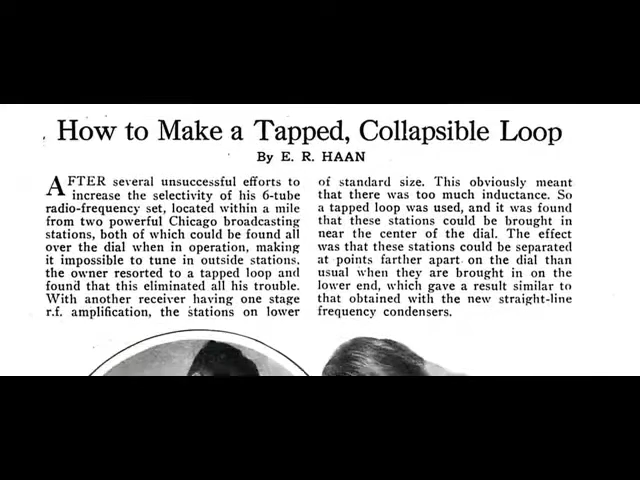 How to Make a Tapped, Collapsible Loop
By E. R. HAAN
AFTER several unsuccessful efforts to
increase the selectivity of his 6-tube
radio-frequency set, located within a mile
from two powerful Chicago broadcasting
stations, both of which could be found all
over the dial when in operation, making
it impossible to tune in outside stations.
the owner resorted to a tapped loop and
found that this eliminated all his trouble.
With another receiver having one stage
r.f. amplification, the stations on lower
of standard size. This obviously meant
that there was too much inductance. So
a tapped loop was used, and it was found
that these stations could be brought in
near the center of the dial. The effect
was that these stations could be separated
at points farther apart on the dial than
usual when they are brought in on the
lower end, which gave a result similar to
that obtained with the new straight-line
frequency condensers.